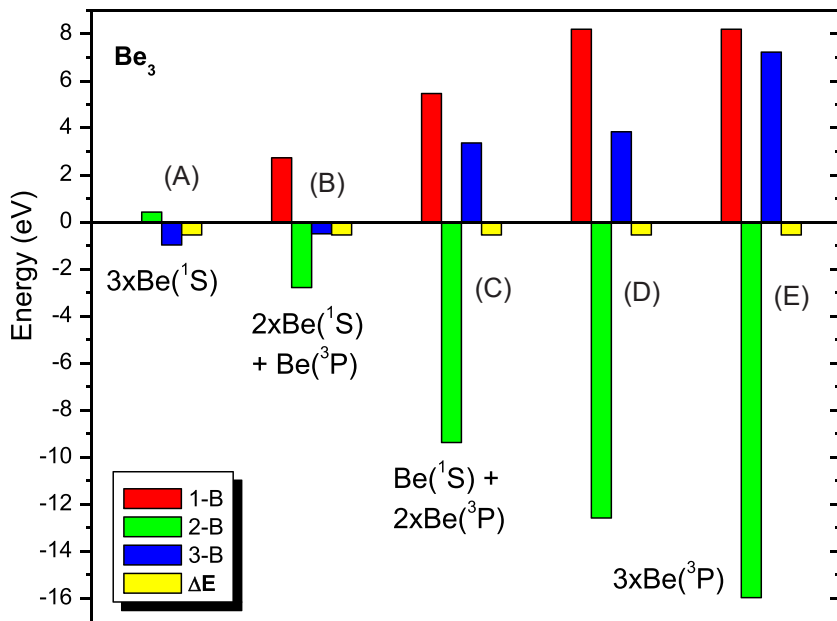 Be₃
8
6
4
2
0
-2
-4
-6
-8
-10
-12
-14
-16
Energy (eV)
(A)
3xBe(¹S)
(B)
2xBe(¹S)
+ Be(³P)
(C)
Be(¹S) +
2xBe(³P)
(D)
(E)
3xBe(³P)
1-B
2-B
3-B
ΔE